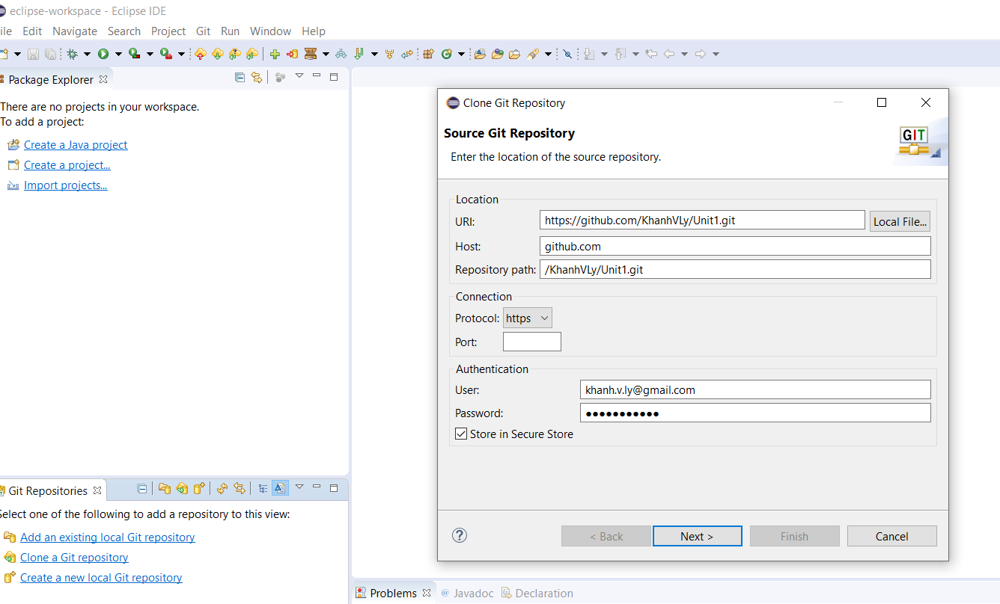 eclipse-workspace - Eclipse IDE
ile Edit Navigate Search Project Git Run Window Help
Package Explorer
There are no projects in your workspace.
To add a project:
Create a Java project
Create a project...
Import projects...
Clone Git Repository
Source Git Repository
Enter the location of the source repository.
GIT
Location
URI: https://github.com/KhanhVLy/Unit1.git Local File...
Host: github.com
Repository path: /KhanhVLy/Unit1.git
Connection
Protocol: https
Port:
Authentication
User: khanh.v.ly@gmail.com
Password: ●●●●●●●●●●●
Store in Secure Store
? < Back Next > Finish Cancel
Git Repositories
Select one of the following to add a repository to this view:
Add an existing local Git repository
Clone a Git repository
Create a new local Git repository
Problems @ Javadoc Declaration